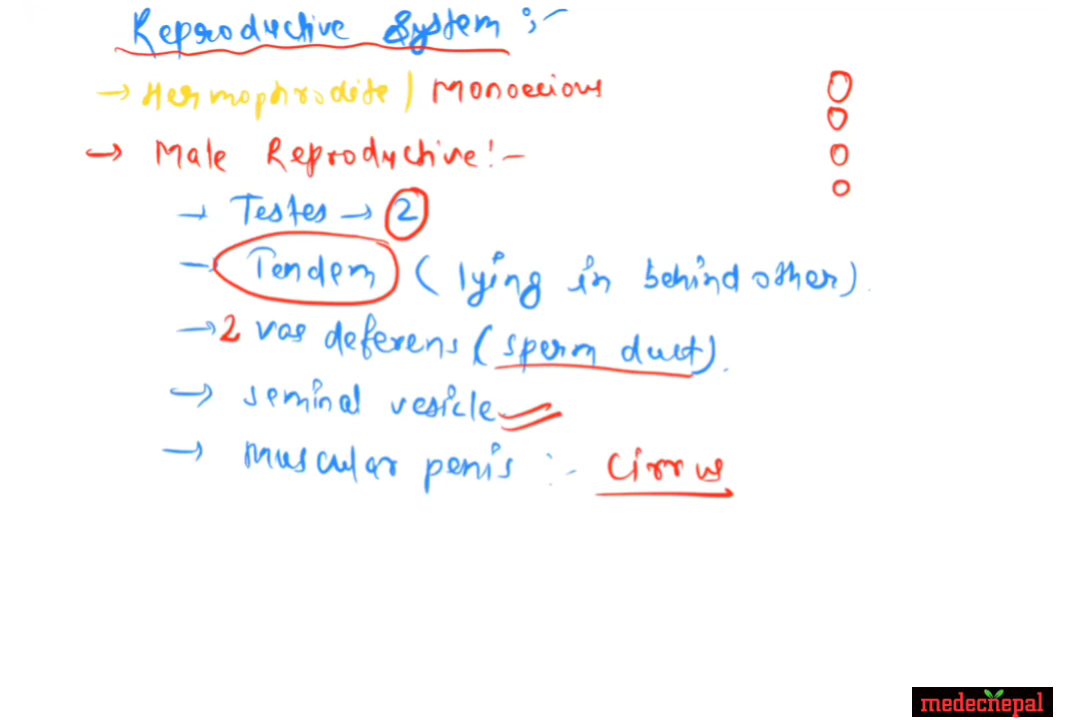 Reproductive System :-
→ Hermophrodite / Monoecious
→ Male Reproductive :-
→ Testes → 2
→ Tendem ( lying in behind other ).
→ 2 vas deferens ( sperm duct ).
→ seminal vesicle
→ muscular penis :- cirrus
medecnepal